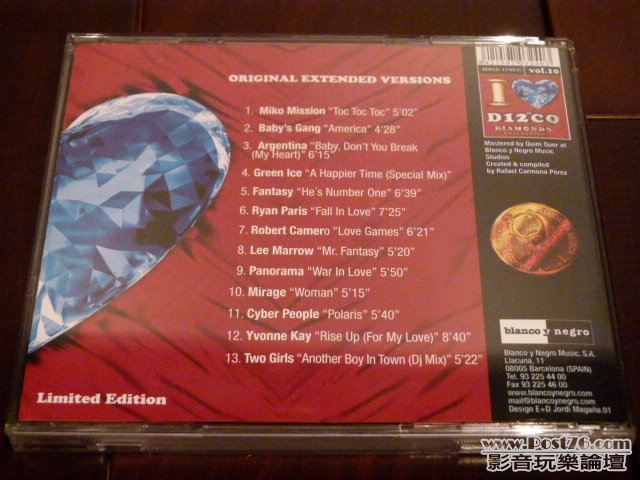 ORIGINAL EXTENDED VERSIONS
1. Miko Mission "Toc Toc Toc" 5'02"
2. Baby's Gang "America" 4'28"
3. Argentina "Baby, Don't You Break
(My Heart)" 6'15"
4. Green Ice "A Happier Time (Special Mix)"
5. Fantasy "He´s Number One" 6'39"
6. Ryan Paris "Fall In Love" 7'25"
7. Robert Camero "Love Games" 6'21"
8. Lee Marrow "Mr. Fantasy" 5'20"
9. Panorama "War In Love" 5'50"
10. Mirage "Woman" 5'15"
11. Cyber People "Polaris" 5'40"
12. Yvonne Kay "Rise Up (For My Love)" 8'40"
13. Two Girls "Another Boy In Town (Dj Mix)" 5'22"
Limited Edition
vol.10
I
D12"CO
DIAMONDS
COLLECTION
Mastered by Quim Quer at
Blanco y Negro Music
Studios
Created & compiled
by Rafael Carmona Pérez
blanco y negro
Blanco y Negro Music, S.A.
Llacuna, 11
08005 Barcelona (SPAIN)
Tel. 93 225 44 00
Fax 93 225 46 00
www.blancoynegro.com
mail@blancoynegro.com
Design E+D Jordi Magaña.01
www.Post76.com
影音玩樂論壇